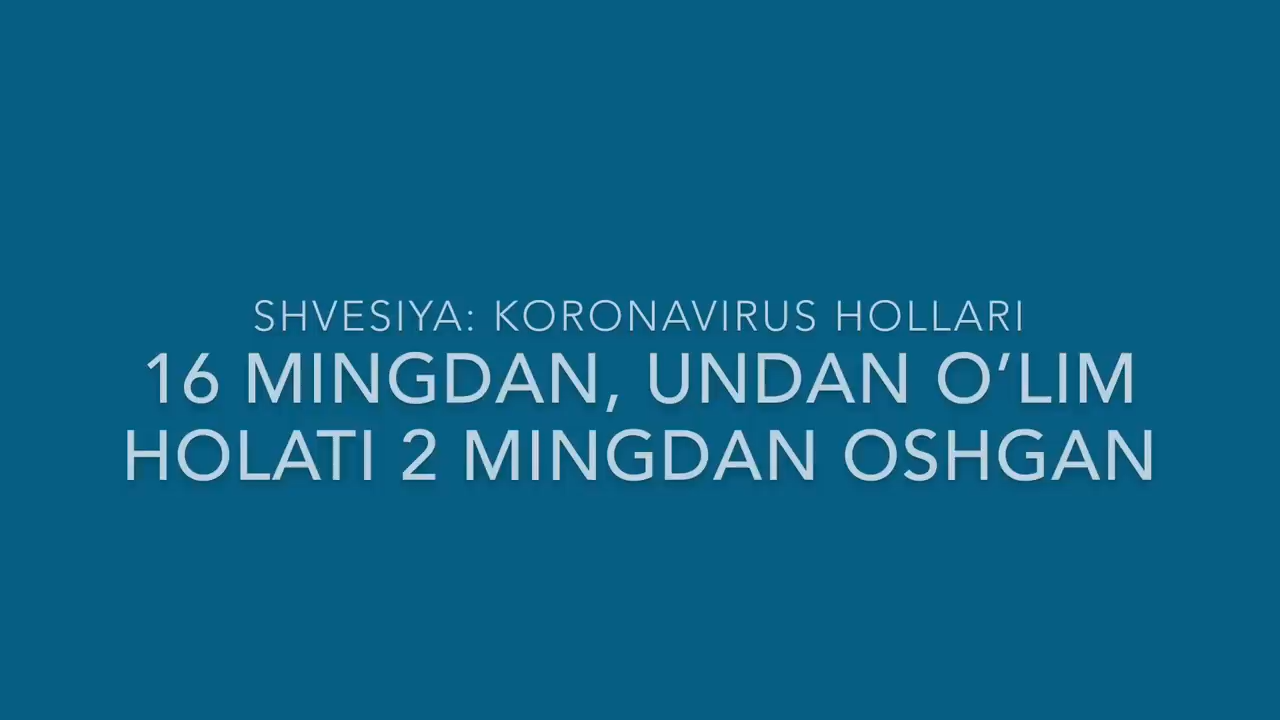 SHVESIYA: KORONAVIRUS HOLLARI
16 MINGDAN, UNDAN O’LIM
HOLATI 2 MINGDAN OSHGAN